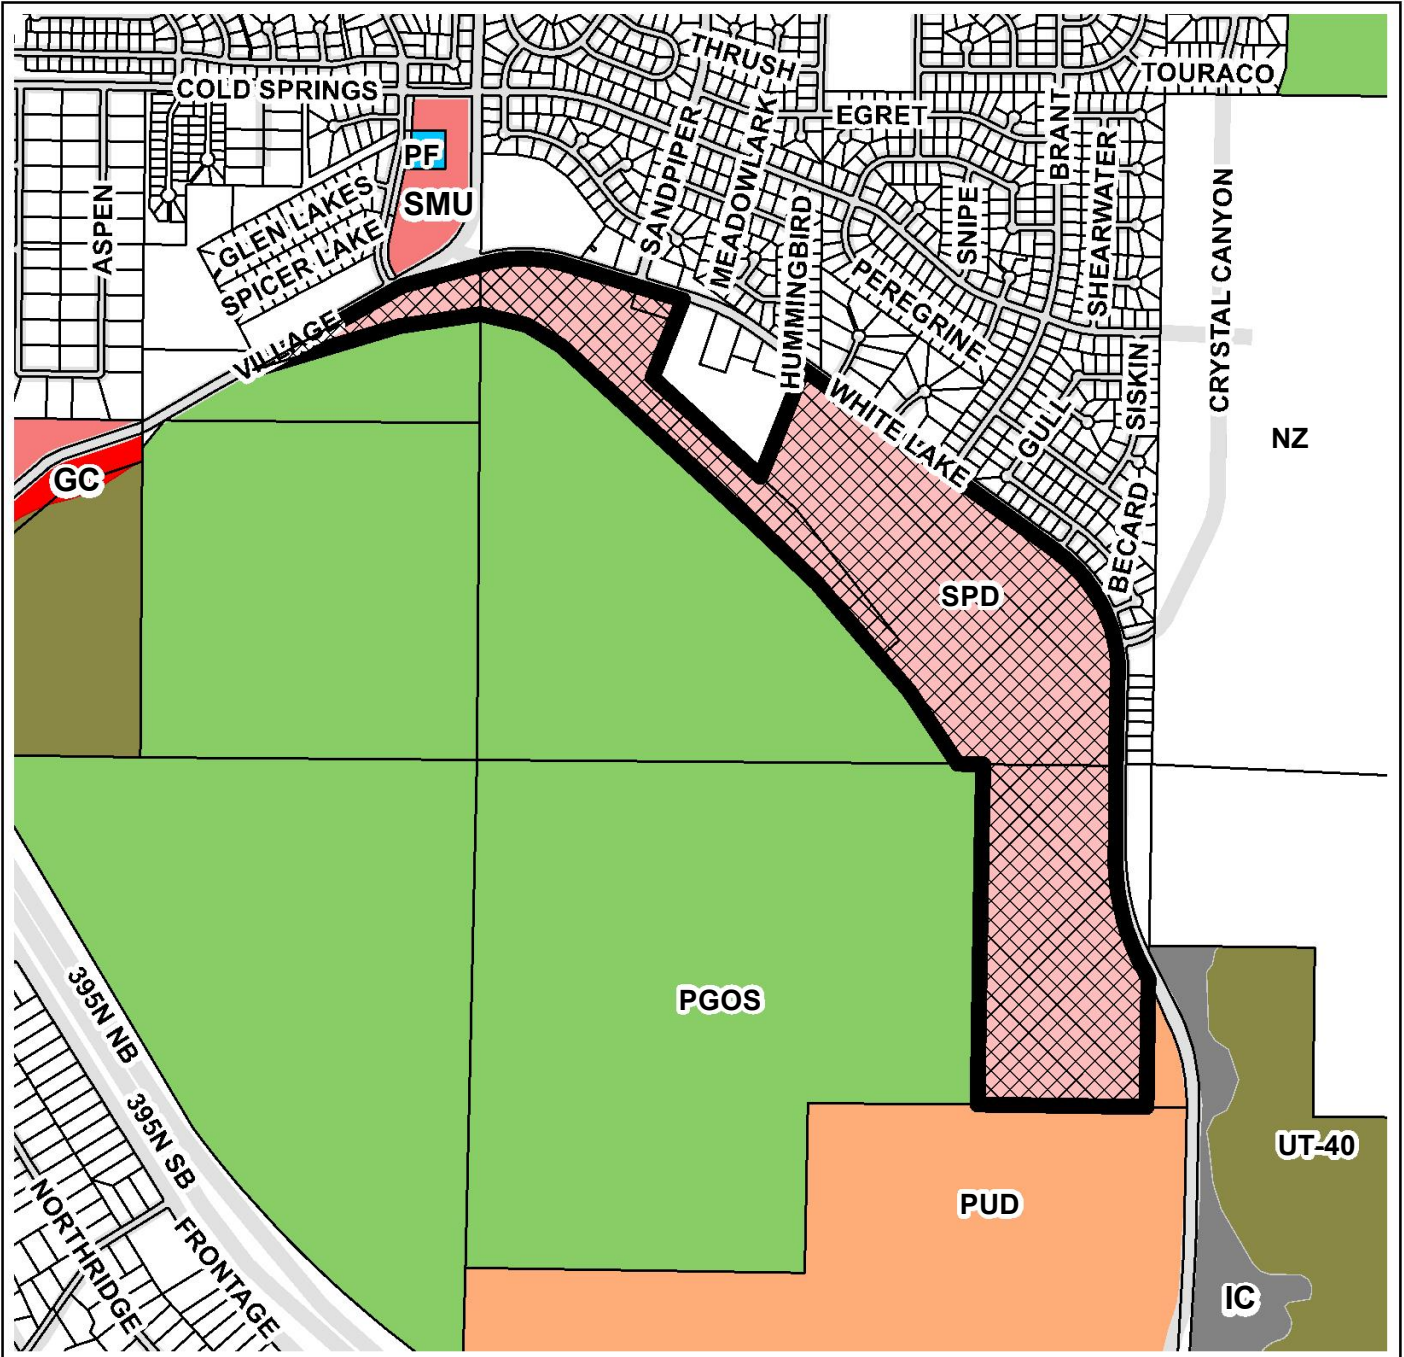 THRUSH
TOURACO
COLD SPRINGS
EGRET
BRANT
PF
SANDPIPER
MEADOWLARK
SHEARWATER
ASPEN
GLEN LAKES
SMU
SNIPE
CRYSTAL CANYON
SPICER LAKE
HUMMINGBIRD
PEREGRINE
VILLAGE
WHITE LAKE
GULL
SISKIN
NZ
GC
BECARD
SPD
395N NB
PGOS
395N SB
UT-40
NORTHRIDGE
FRONTAGE
PUD
IC